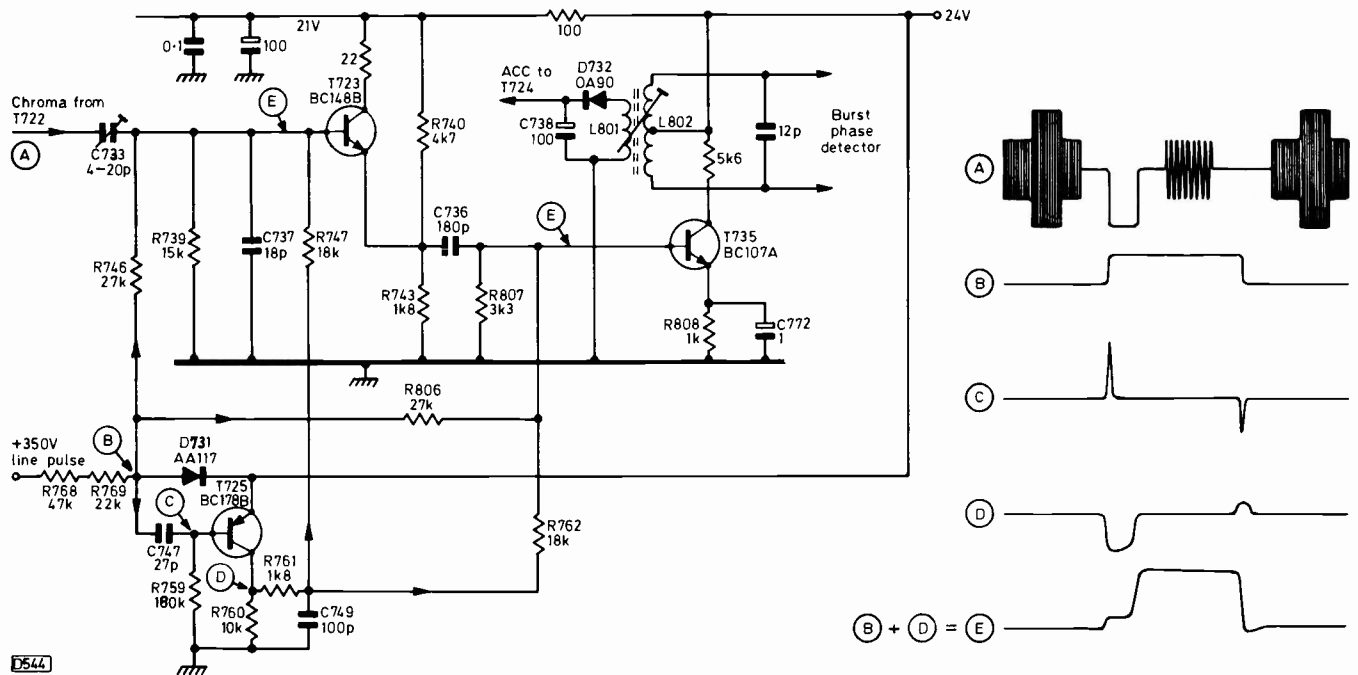 21V
24V
0·1
100
22
100
T723
BC148B
ACC to
T724
D732
OA90
Chroma from
T722
E
A
C733
4–20p
R740
4k7
C738
100
L801
L802
12p
Burst
phase
detector
5k6
C736
180p
E
T735
BC107A
R739
15k
C737
18p
R747
18k
R746
27k
R743
1k8
R807
3k3
R808
1k
C772
1
R806
27k
+350V
line pulse
B
D731
AA117
T725
BC178B
R768
47k
R769
22k
C
C747
27p
R762
18k
R761
1k8
D
R759
180k
R760
10k
C749
100p
D544
A
B
C
D
B + D = E